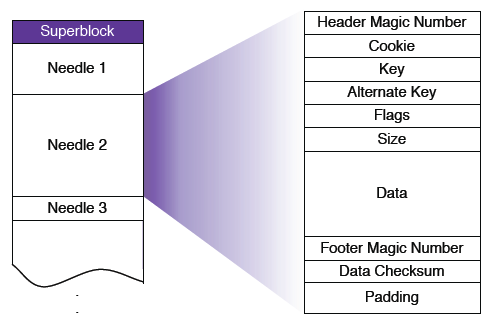 Superblock
Needle 1
Needle 2
Needle 3
Header Magic Number
Cookie
Key
Alternate Key
Flags
Size
Data
Footer Magic Number
Data Checksum
Padding